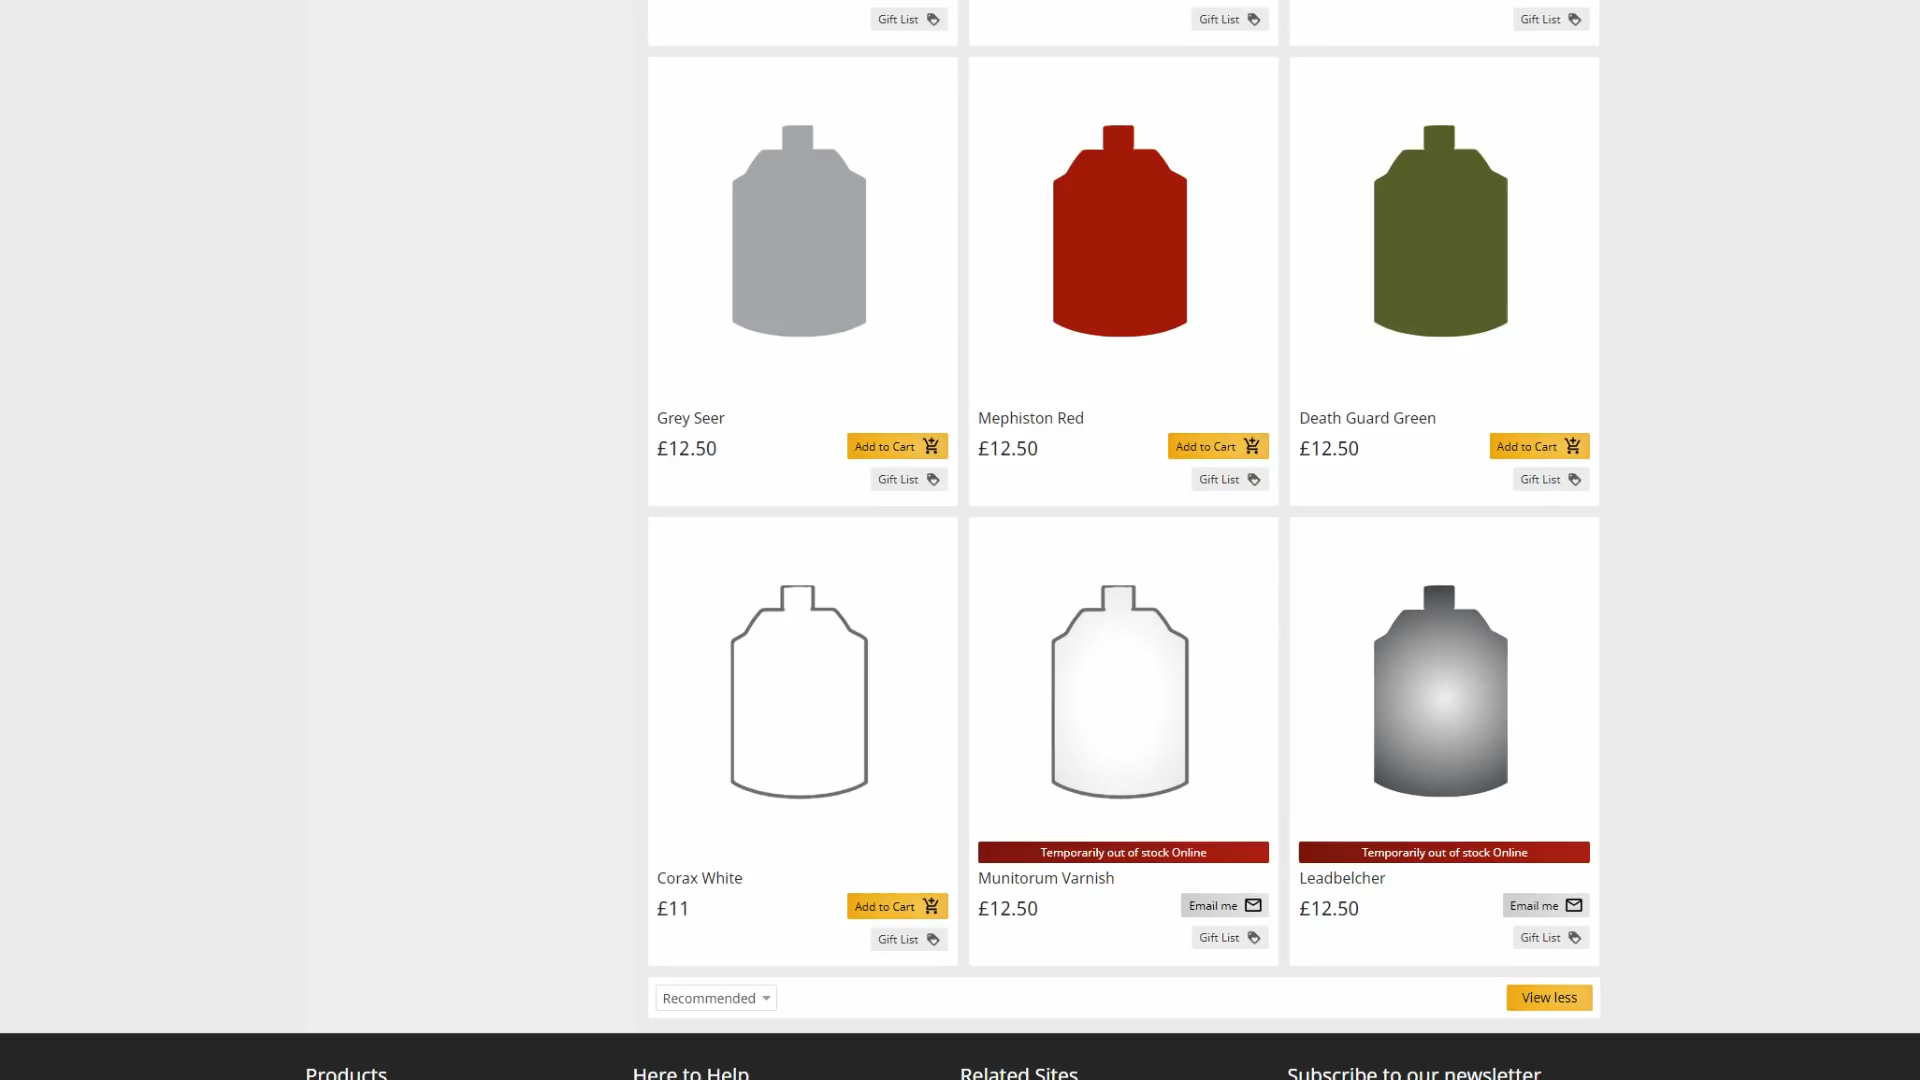 Gift List
Gift List
Gift List
Grey Seer
£12.50
Add to Cart
Gift List
Mephiston Red
£12.50
Add to Cart
Gift List
Death Guard Green
£12.50
Add to Cart
Gift List
Corax White
£11
Add to Cart
Gift List
Temporarily out of stock Online
Munitorum Varnish
£12.50
Email me
Gift List
Temporarily out of stock Online
Leadbelcher
£12.50
Email me
Gift List
Recommended
View less
Products
Here to Help
Related Sites
Subscribe to our newsletter